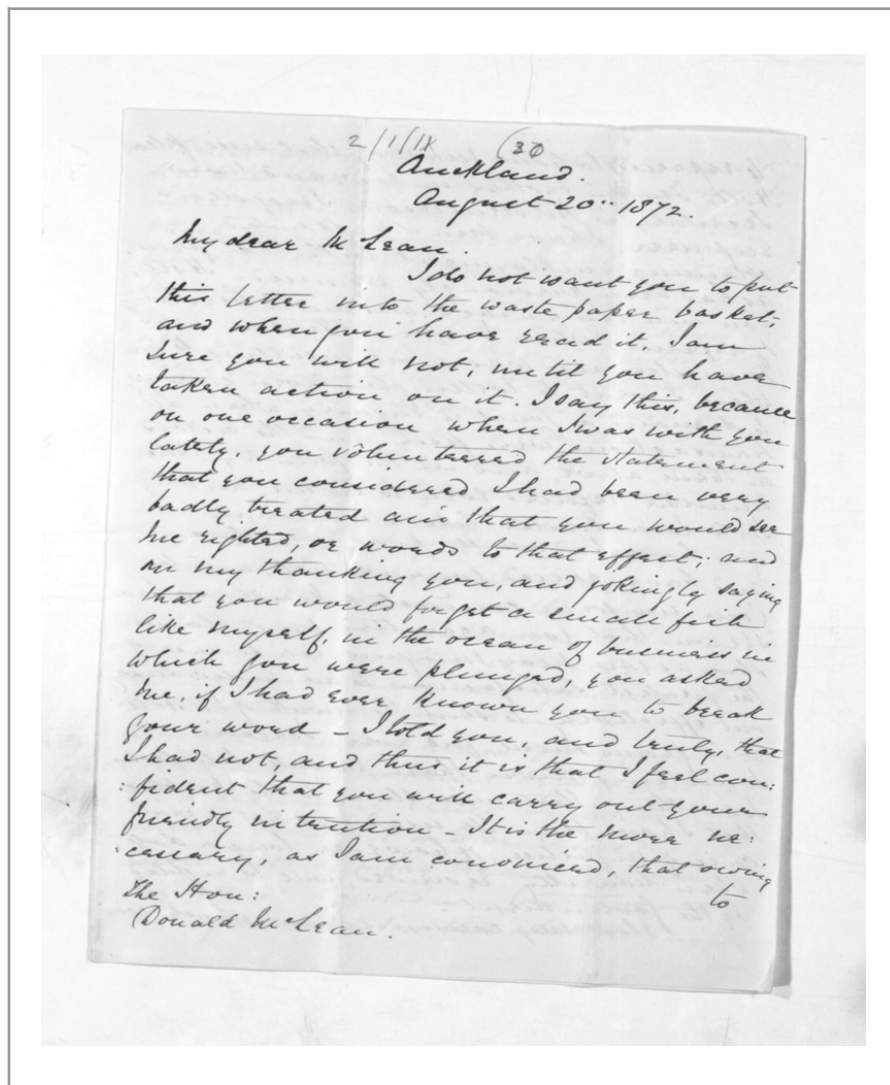 2/1/18 (30
Auckland.
August 20" 1872.
My dear McLean.
I do not want you to put
this letter into the waste paper basket,
and when you have read it, I am
sure you will not, until you have
taken action on it. I say this, because
on one occasion when I was with you
lately, you volunteered the statement
that you considered I had been very
badly treated and that you would see
me righted, or words to that effect; and
on my thanking you, and jokingly saying
that you would forget a small fish
like myself, in the ocean of business in
which you were plunged, you asked
me, if I had ever known you to break
your word – I told you, and truly, that
I had not, and thus it is that I feel con:
:fident that you will carry out your
friendly intention – It is the more ne:
:cessary, as I am convinced, that owing
to
The Hon:
Donald McLean.